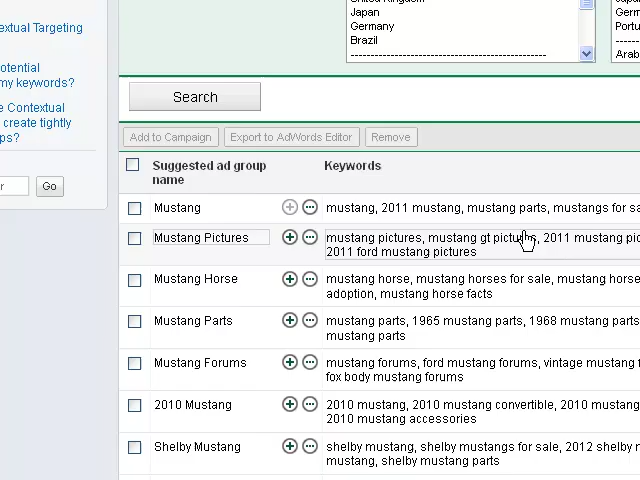 Japan
Germany
Brazil
extual Targeting
otential
my keywords?
e Contextual
create tightly
ps?
Go
Search
Add to Campaign
Export to AdWords Editor
Remove
Suggested ad group name
Keywords
Mustang
mustang, 2011 mustang, mustang parts, mustangs for sa
Mustang Pictures
mustang pictures, mustang gt pictures, 2011 mustang pic
2011 ford mustang pictures
Mustang Horse
mustang horse, mustang horses for sale, mustang horse
adoption, mustang horse facts
Mustang Parts
mustang parts, 1965 mustang parts, 1968 mustang parts
mustang parts
Mustang Forums
mustang forums, ford mustang forums, vintage mustang f
fox body mustang forums
2010 Mustang
2010 mustang, 2010 mustang convertible, 2010 mustang
2010 mustang accessories
Shelby Mustang
shelby mustang, shelby mustangs for sale, 2012 shelby m
mustang, shelby mustang parts
Germ
Portu
Arab